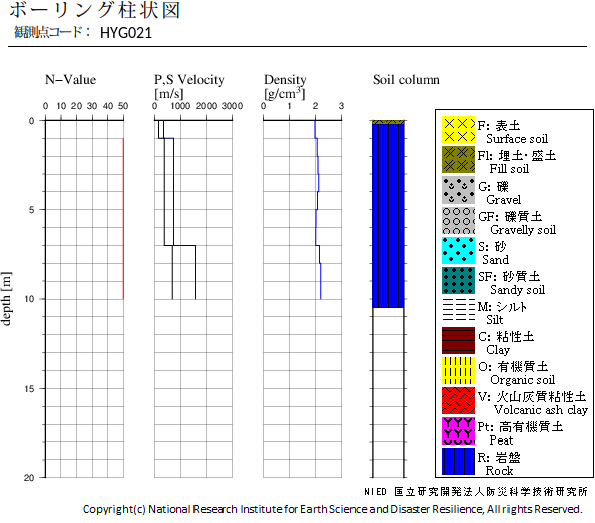 ボーリング柱状図
観測点コード： HYG021
N-Value
0 10 20 30 40 50
P,S Velocity
[m/s]
0 1000 2000 3000
Density
[g/cm3]
0 1 2 3
Soil column
depth [m]
0
5
10
15
20
F: 表土
Surface soil
Fl: 埋土・盛土
Fill soil
G: 礫
Gravel
GF: 礫質土
Gravelly soil
S: 砂
Sand
SF: 砂質土
Sandy soil
M: シルト
Silt
C: 粘性土
Clay
O: 有機質土
Organic soil
V: 火山灰質粘性土
Volcanic ash clay
Pt: 高有機質土
Peat
R: 岩盤
Rock
NIED 国立研究開発法人防災科学技術研究所
Copyright(c) National Research Institute for Earth Science and Disaster Resilience, All rights Reserved.